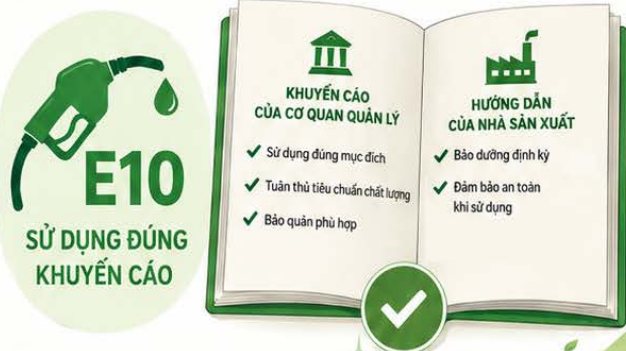 E10
SỬ DỤNG ĐÚNG
KHUYẾN CÁO
KHUYẾN CÁO
CỦA CƠ QUAN QUẢN LÝ
Sử dụng đúng mục đích
Tuân thủ tiêu chuẩn chất lượng
Bảo quản phù hợp
HƯỚNG DẪN
CỦA NHÀ SẢN XUẤT
Bảo dưỡng định kỳ
Đảm bảo an toàn
khi sử dụng